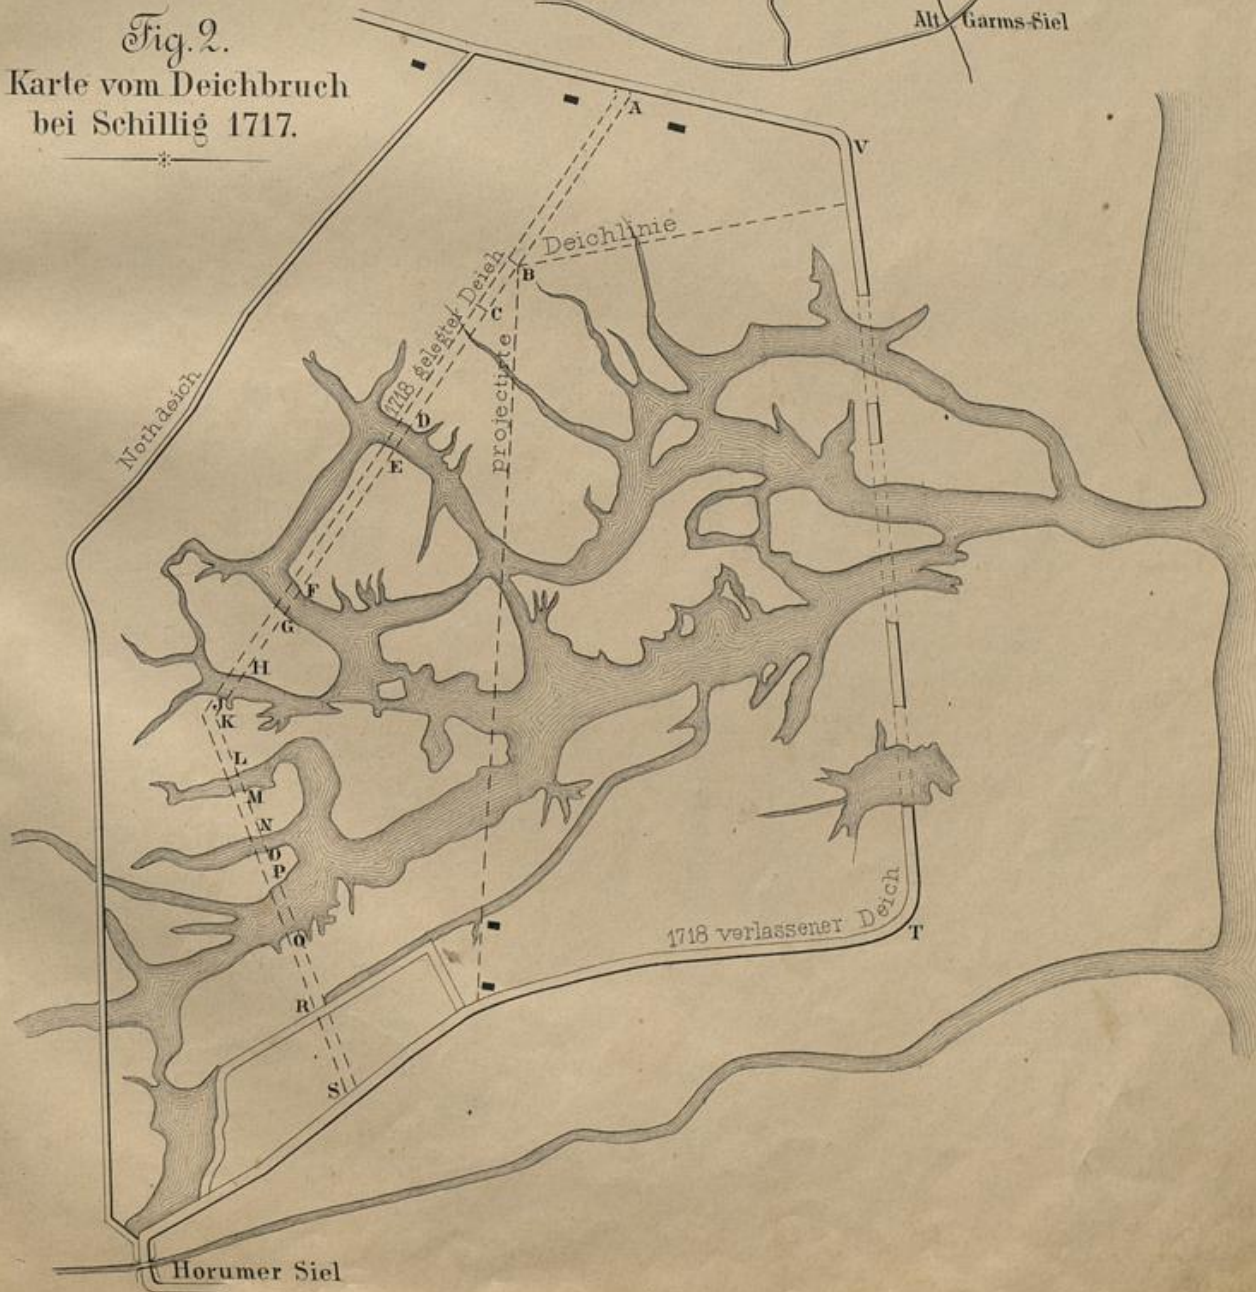 Fig. 2.
Karte vom Deichbruch
bei Schillig 1717.
Alt Garms-Siel
A
V
Deichlinie
B
1718 gelegter Deich
C
projectirte
Nothdeich
D
E
F
G
H
J
K
L
M
N
O
P
Q
1718 verlassener Deich
T
R
S
Horumer Siel